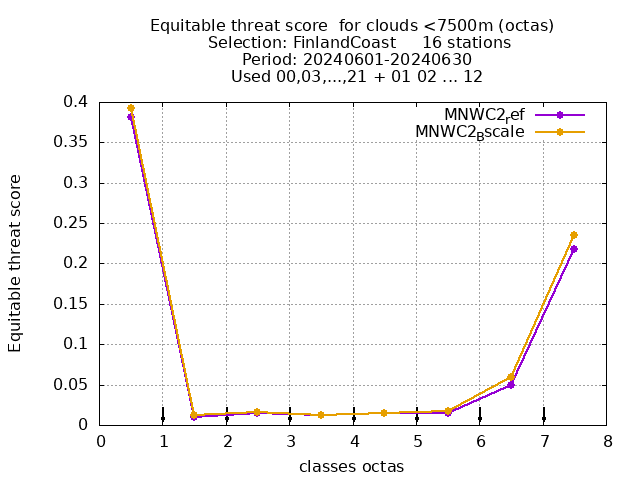 Equitable threat score  for clouds <7500m (octas)
Selection: FinlandCoast     16 stations
Period: 20240601-20240630
Used 00,03,...,21 + 01 02 ... 12
MNWC2ref
MNWC2Bscale
Equitable threat score
0.4
0.35
0.3
0.25
0.2
0.15
0.1
0.05
0
0 1 2 3 4 5 6 7 8
classes octas